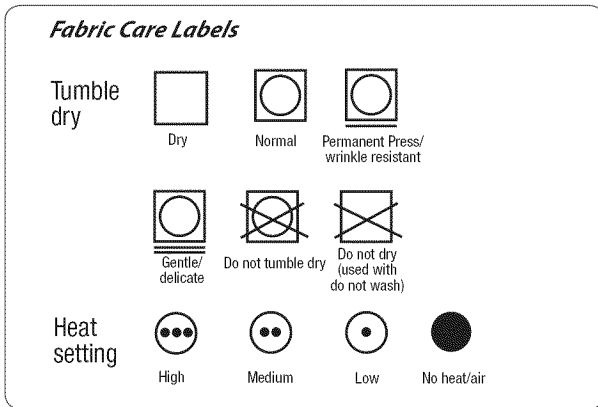 Fabric Care Labels
Tumble
dry
Dry
Normal
Permanent Press/
wrinkle resistant
Gentle/
delicate
Do not tumble dry
Do not dry
(used with
do not wash)
Heat
setting
High
Medium
Low
No heat/air